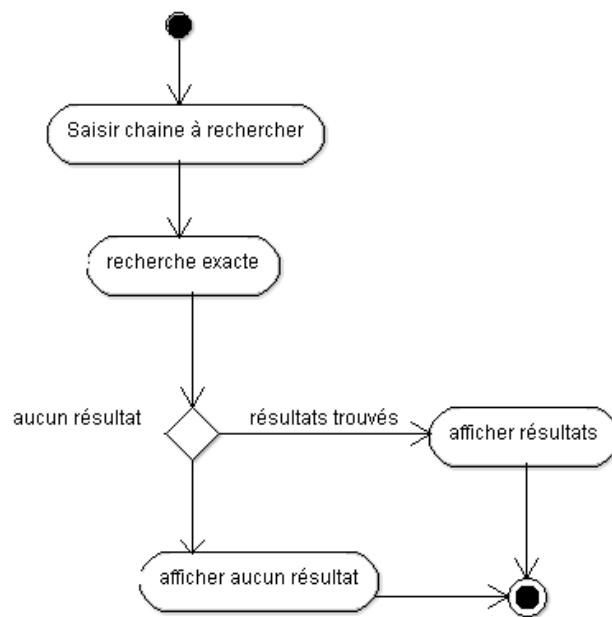 Saisir chaine à rechercher
recherche exacte
aucun résultat
résultats trouvés
afficher résultats
afficher aucun résultat